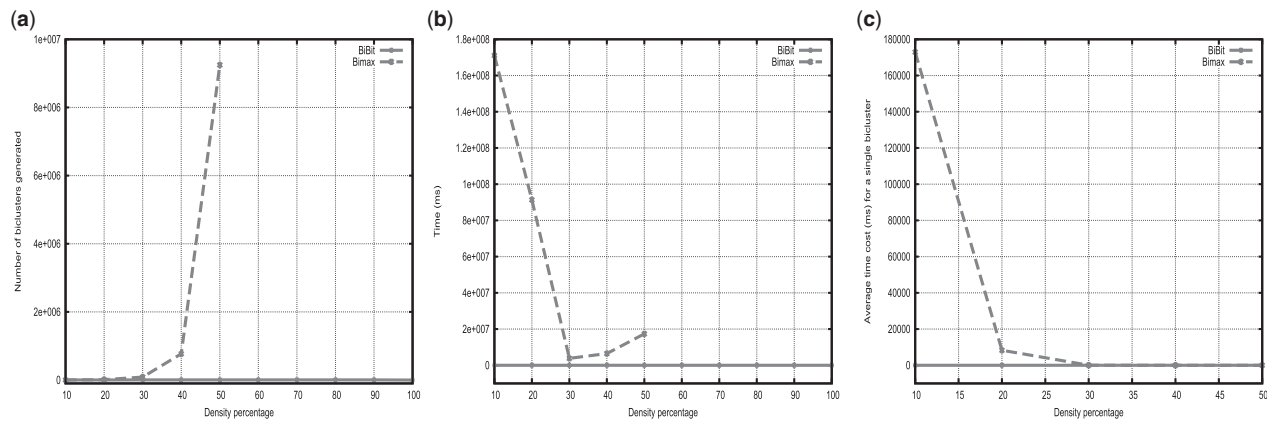 (a)
1e+007
8e+006
6e+006
4e+006
2e+006
0
Number of biclusters generated
BiBit
Bimax
10 20 30 40 50 60 70 80 90 100
Density percentage
(b)
1.8e+008
1.6e+008
1.4e+008
1.2e+008
1e+008
8e+007
6e+007
4e+007
2e+007
0
Time (ms)
BiBit
Bimax
10 20 30 40 50 60 70 80 90 100
Density percentage
(c)
180000
160000
140000
120000
100000
80000
60000
40000
20000
0
Average time cost (ms) for a single bicluster
BiBit
Bimax
10 15 20 25 30 35 40 45 50
Density percentage